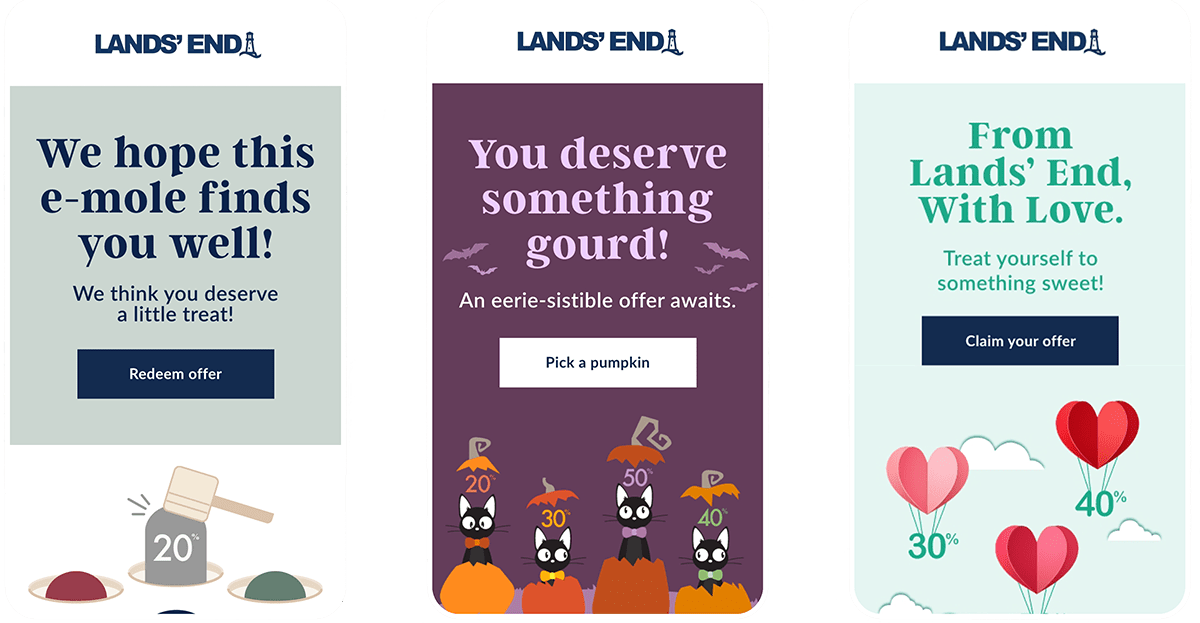 LANDS' END
We hope this
e-mole finds
you well!
We think you deserve
a little treat!
Redeem offer
20%
LANDS' END
You deserve
something
gourd!
An eerie-sistible offer awaits.
Pick a pumpkin
20%
30%
50%
40%
LANDS' END
From
Lands' End,
With Love.
Treat yourself to
something sweet!
Claim your offer
40%
30%